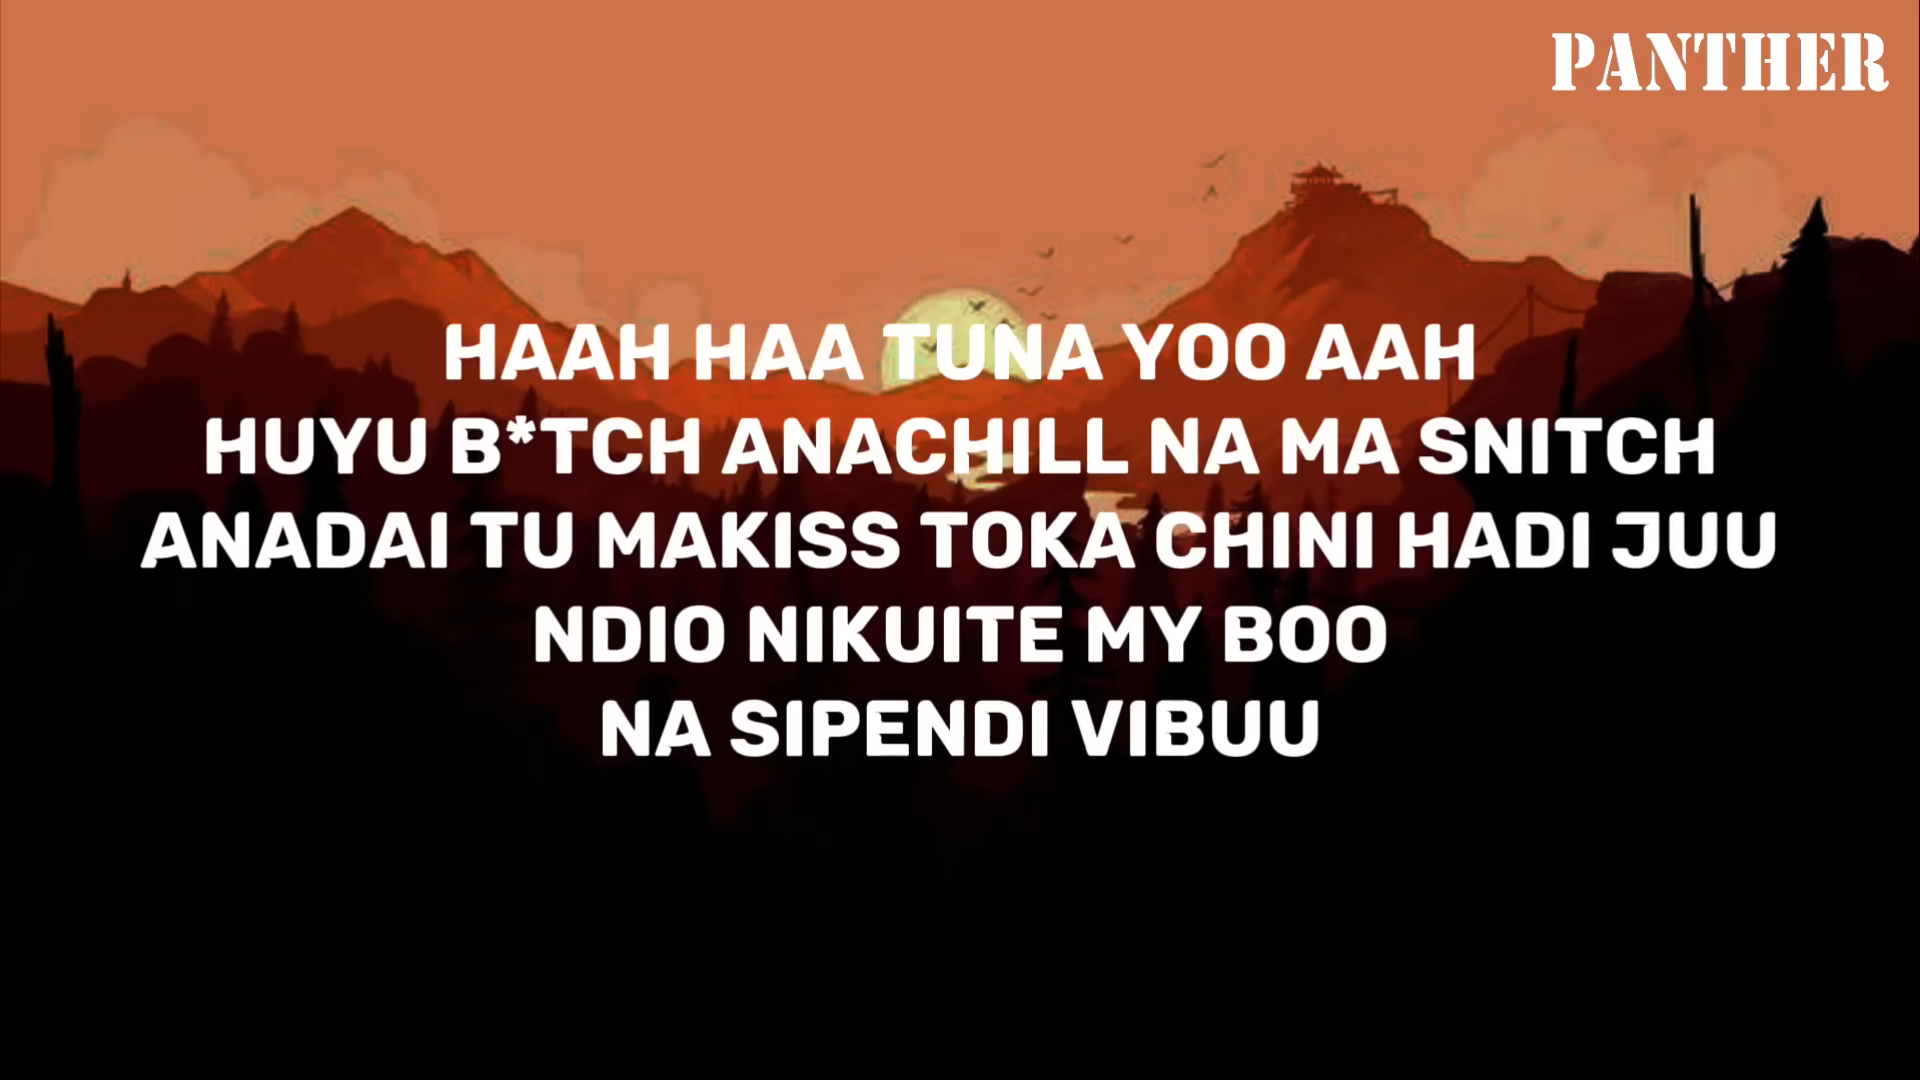 PANTHER
HAAH HAA TUNA YOO AAH
HUYU B*TCH ANACHILL NA MA SNITCH
ANADAI TU MAKISS TOKA CHINI HADI JUU
NDIO NIKUITE MY BOO
NA SIPENDI VIBUU